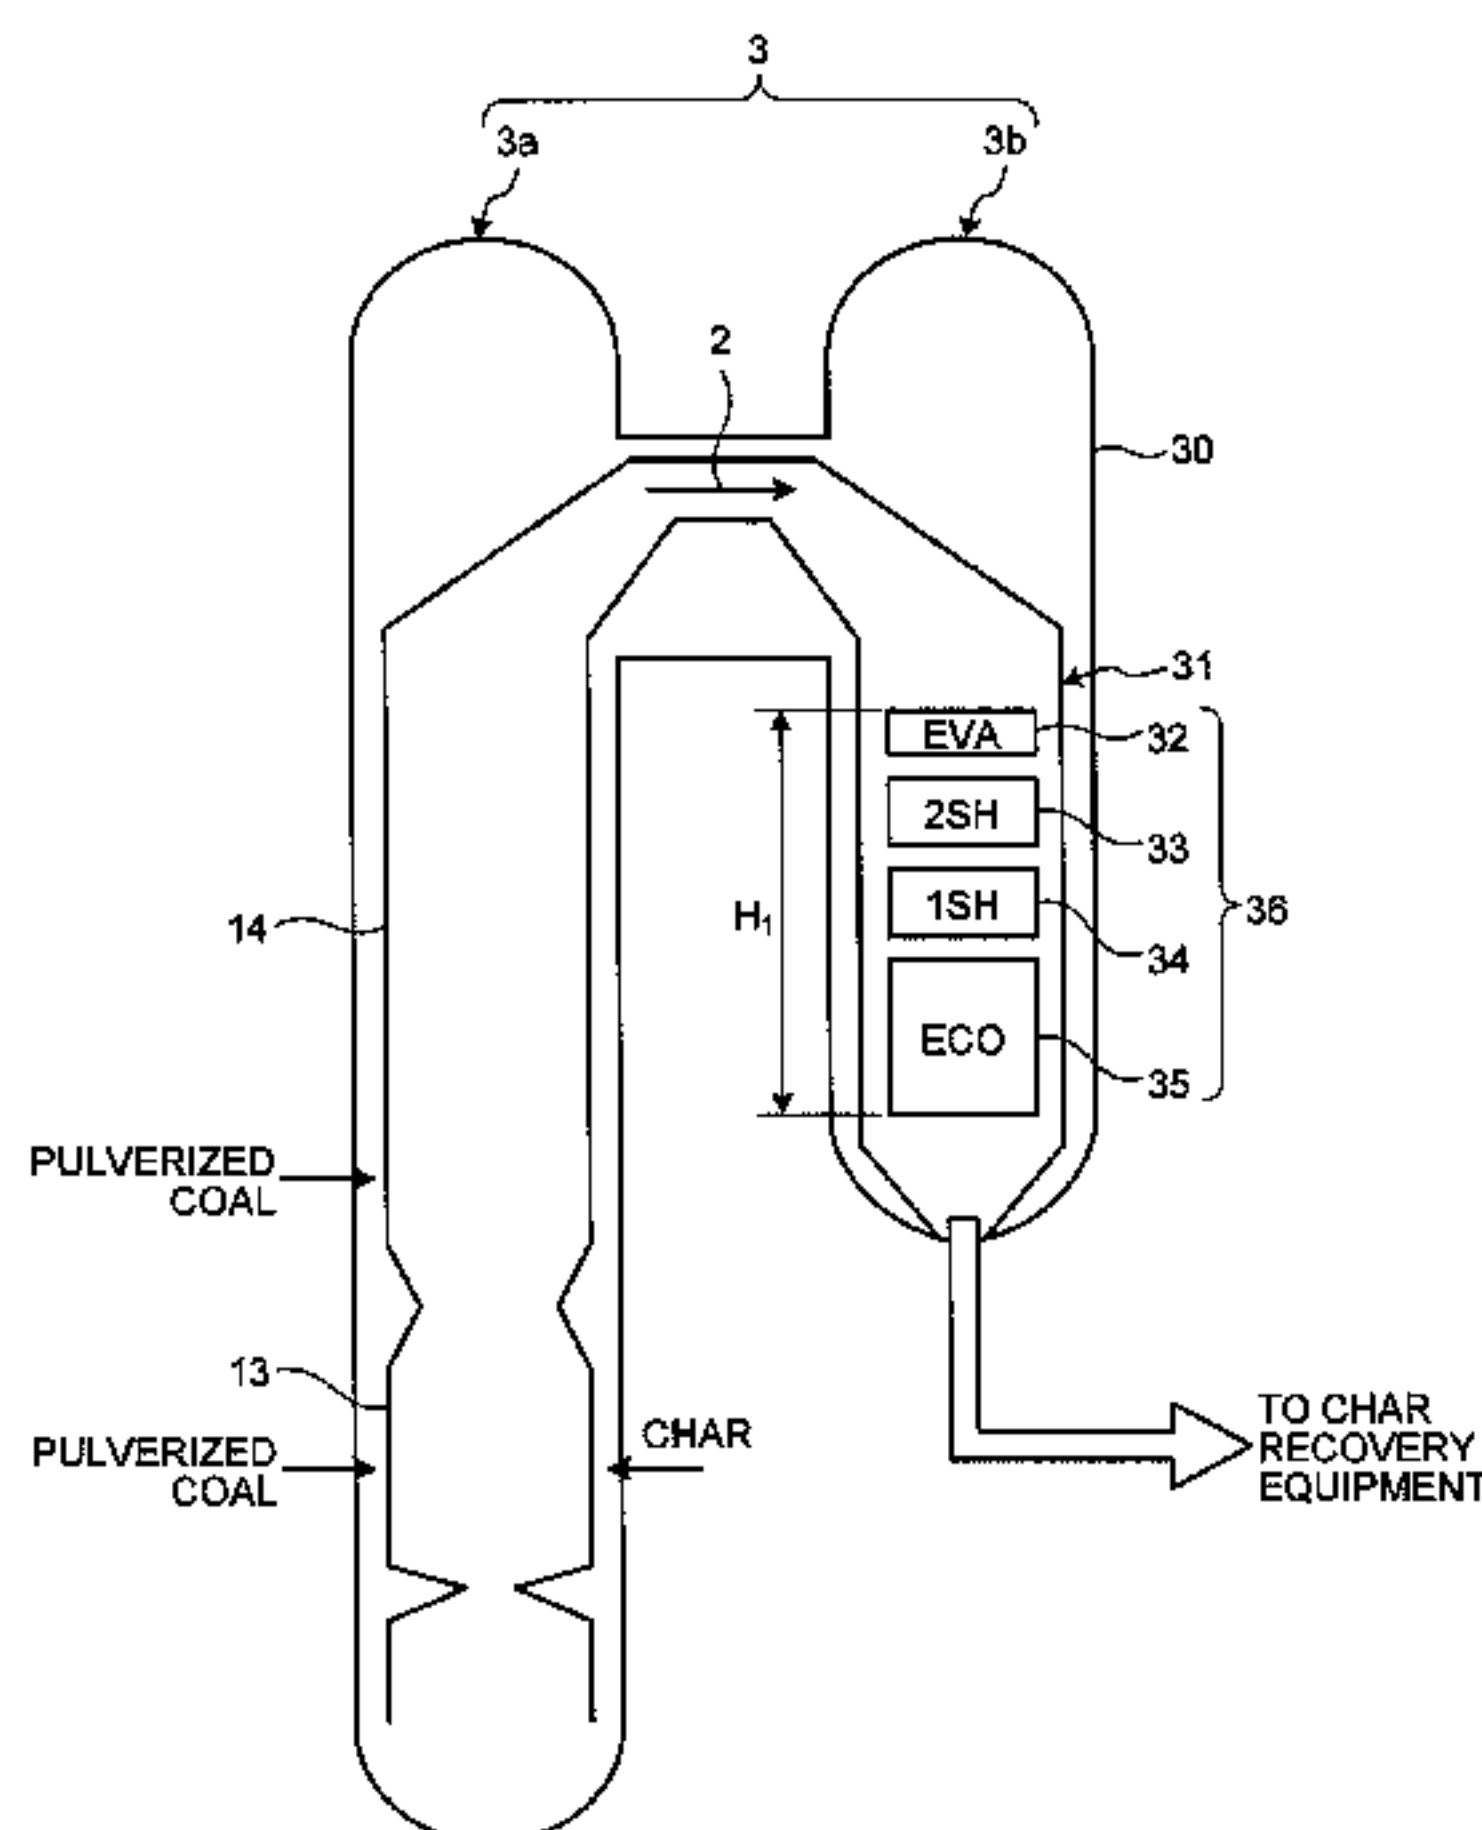 3
3a
3b
2
30
31
EVA
32
2SH
33
1SH
34
36
H1
14
ECO
35
PULVERIZED
COAL
13
PULVERIZED
COAL
CHAR
TO CHAR
RECOVERY
EQUIPMENT